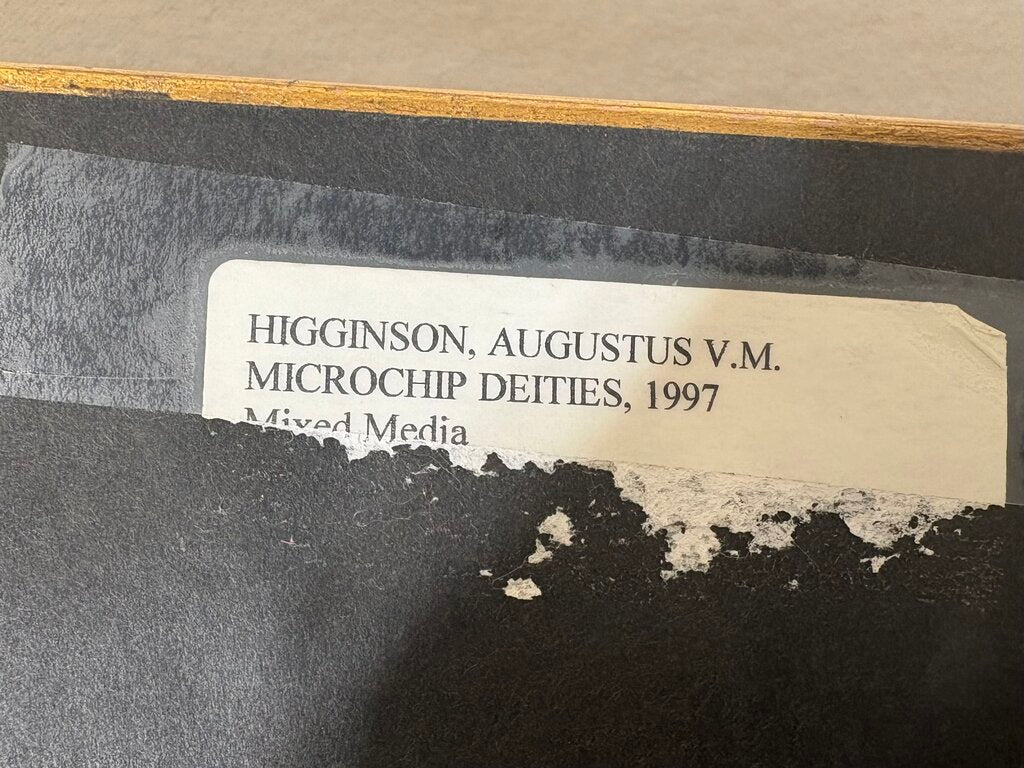 HIGGINSON, AUGUSTUS V.M.
MICROCHIP DEITIES, 1997
Mixed Media